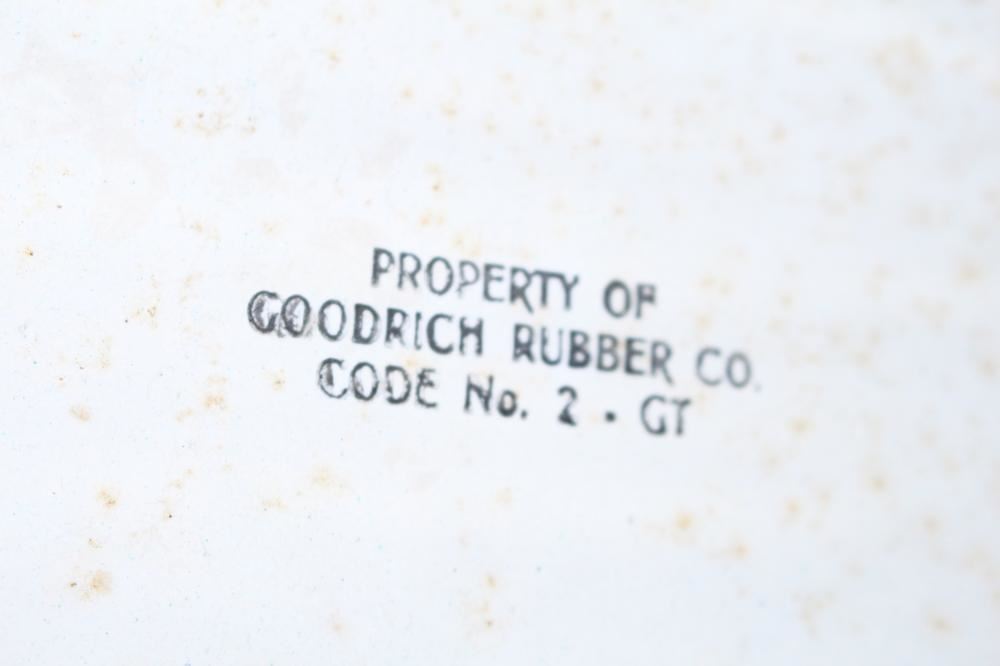 PROPERTY OF
GOODRICH RUBBER CO.
CODE No. 2 . GT